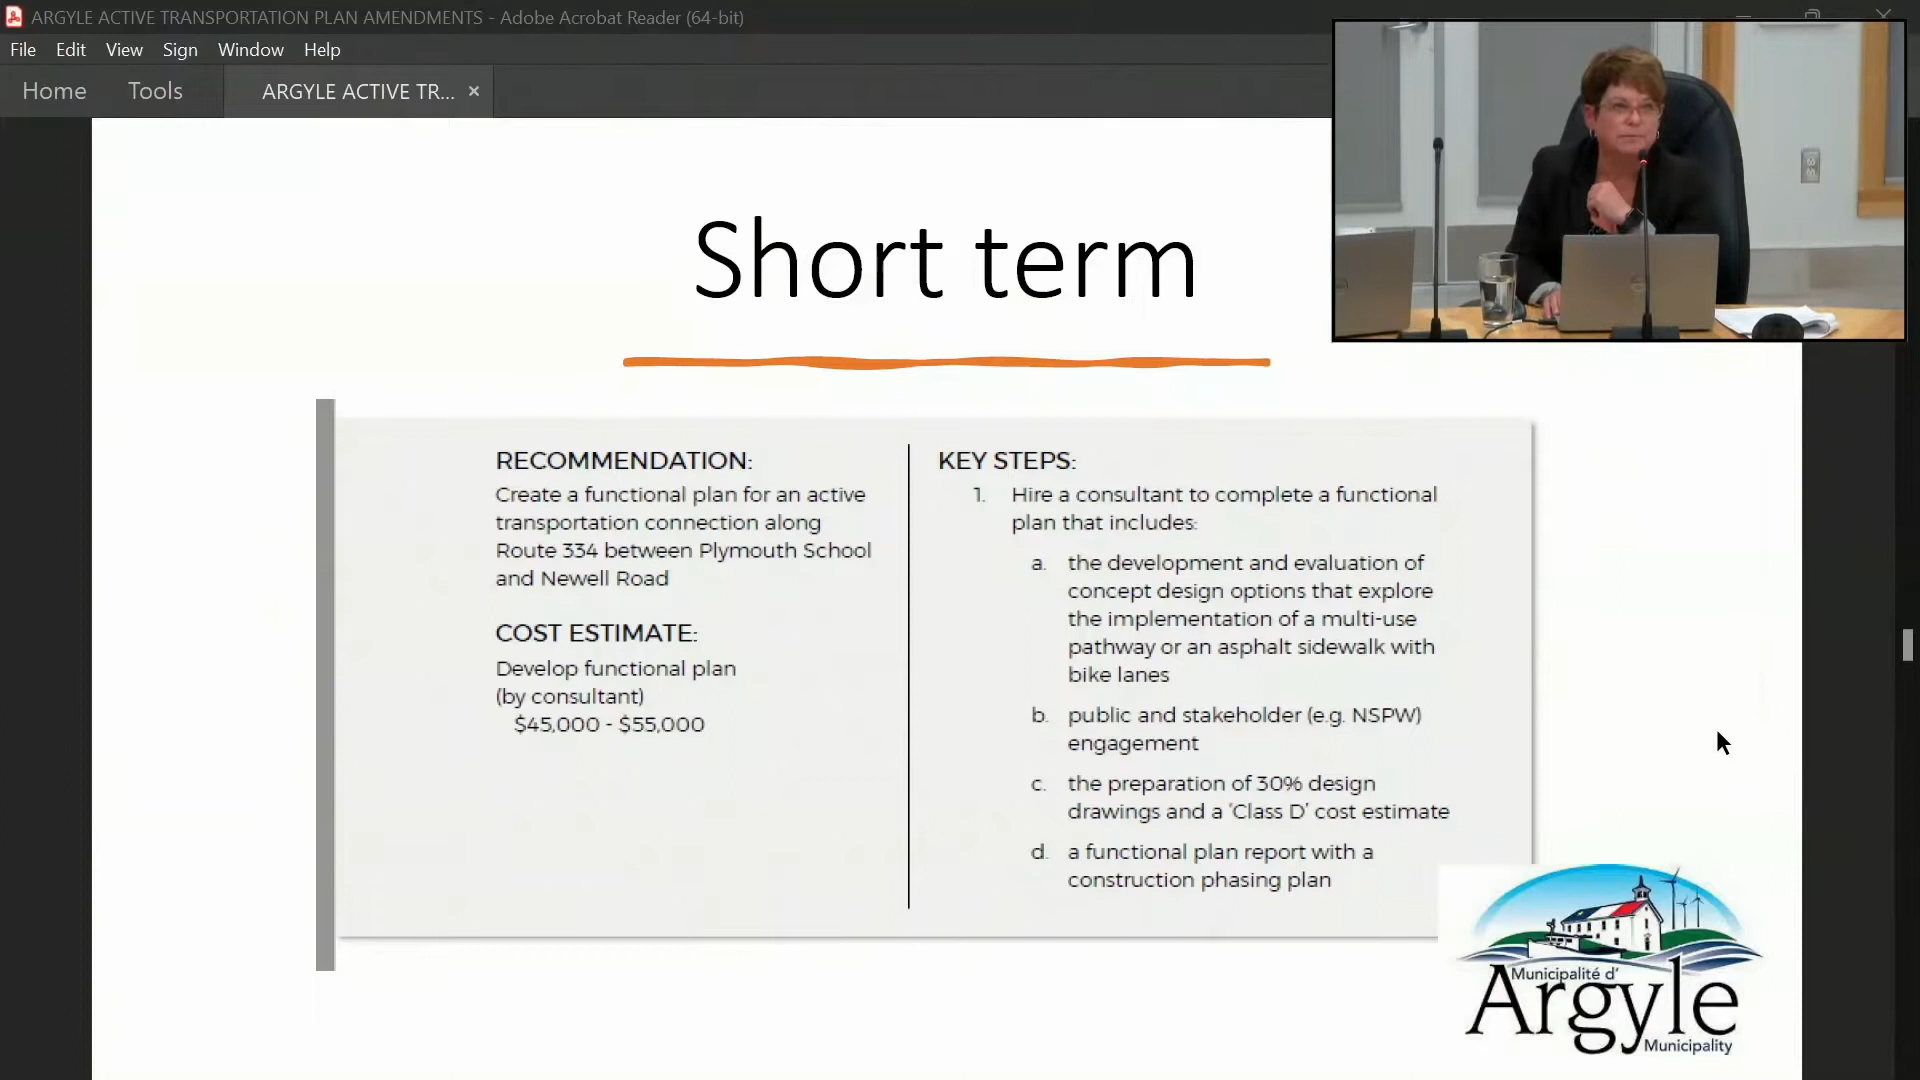 ARGYLE ACTIVE TRANSPORTATION PLAN AMENDMENTS - Adobe Acrobat Reader (64-bit)
File Edit View Sign Window Help
Home Tools ARGYLE ACTIVE TR... ×
Short term
RECOMMENDATION:
Create a functional plan for an active
transportation connection along
Route 334 between Plymouth School
and Newell Road
COST ESTIMATE:
Develop functional plan
(by consultant)
$45,000 - $55,000
KEY STEPS:
1. Hire a consultant to complete a functional
plan that includes:
a. the development and evaluation of
concept design options that explore
the implementation of a multi-use
pathway or an asphalt sidewalk with
bike lanes
b. public and stakeholder (e.g. NSPW)
engagement
c. the preparation of 30% design
drawings and a 'Class D' cost estimate
d. a functional plan report with a
construction phasing plan
Municipalité d'
Argyle
Municipality